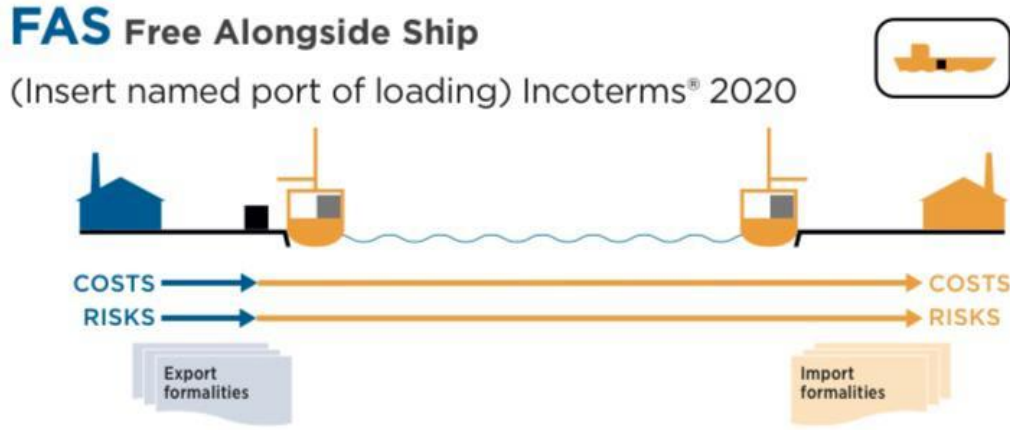 FAS Free Alongside Ship
(Insert named port of loading) Incoterms® 2020
COSTS
COSTS
RISKS
RISKS
Export
formalities
Import
formalities